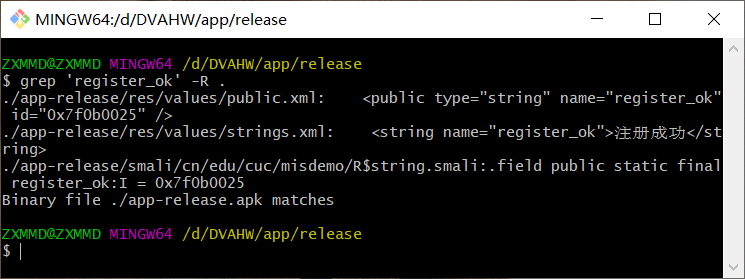 MINGW64:/d/DVAHW/app/release
ZXMMD@ZXMMD MINGW64 /d/DVAHW/app/release
$ grep 'register_ok' -R .
./app-release/res/values/public.xml:    <public type="string" name="register_ok"
 id="0x7f0b0025" />
./app-release/res/values/strings.xml:    <string name="register_ok">注册成功</st
ring>
./app-release/smali/cn/edu/cuc/misdemo/R$string.smali:.field public static final
 register_ok:I = 0x7f0b0025
Binary file ./app-release.apk matches
ZXMMD@ZXMMD MINGW64 /d/DVAHW/app/release
$